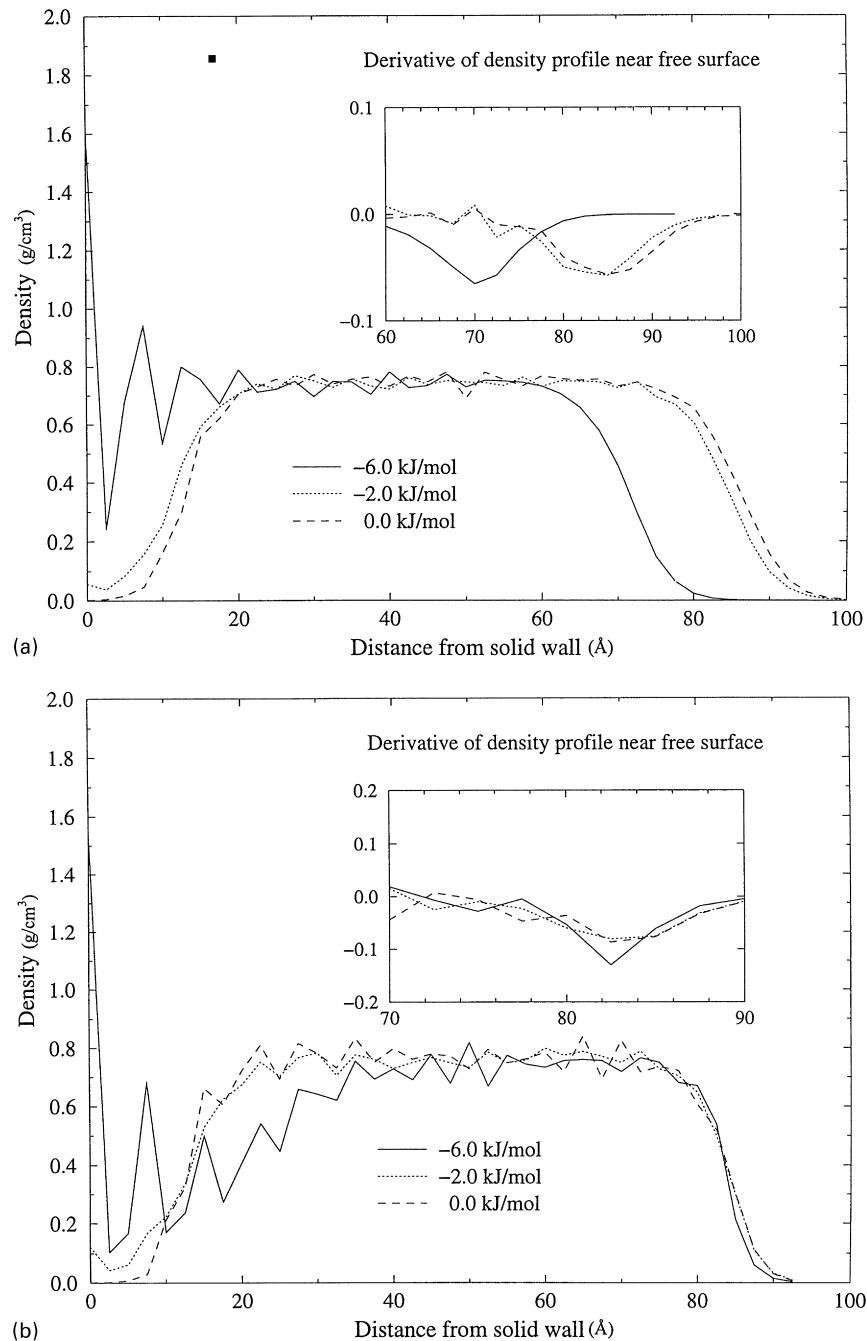 2.0
1.8
1.6
1.4
1.2
1.0
0.8
0.6
0.4
0.2
0.0
Density (g/cm³)
Derivative of density profile near free surface
0.1
0.0
−0.1
60 70 80 90 100
−6.0 kJ/mol
−2.0 kJ/mol
0.0 kJ/mol
0 20 40 60 80 100
Distance from solid wall (Å)
(a)
2.0
1.8
1.6
1.4
1.2
1.0
0.8
0.6
0.4
0.2
0.0
Density (g/cm³)
Derivative of density profile near free surface
0.2
0.1
0.0
−0.1
−0.2
70 80 90
−6.0 kJ/mol
−2.0 kJ/mol
0.0 kJ/mol
0 20 40 60 80 100
Distance from solid wall (Å)
(b)